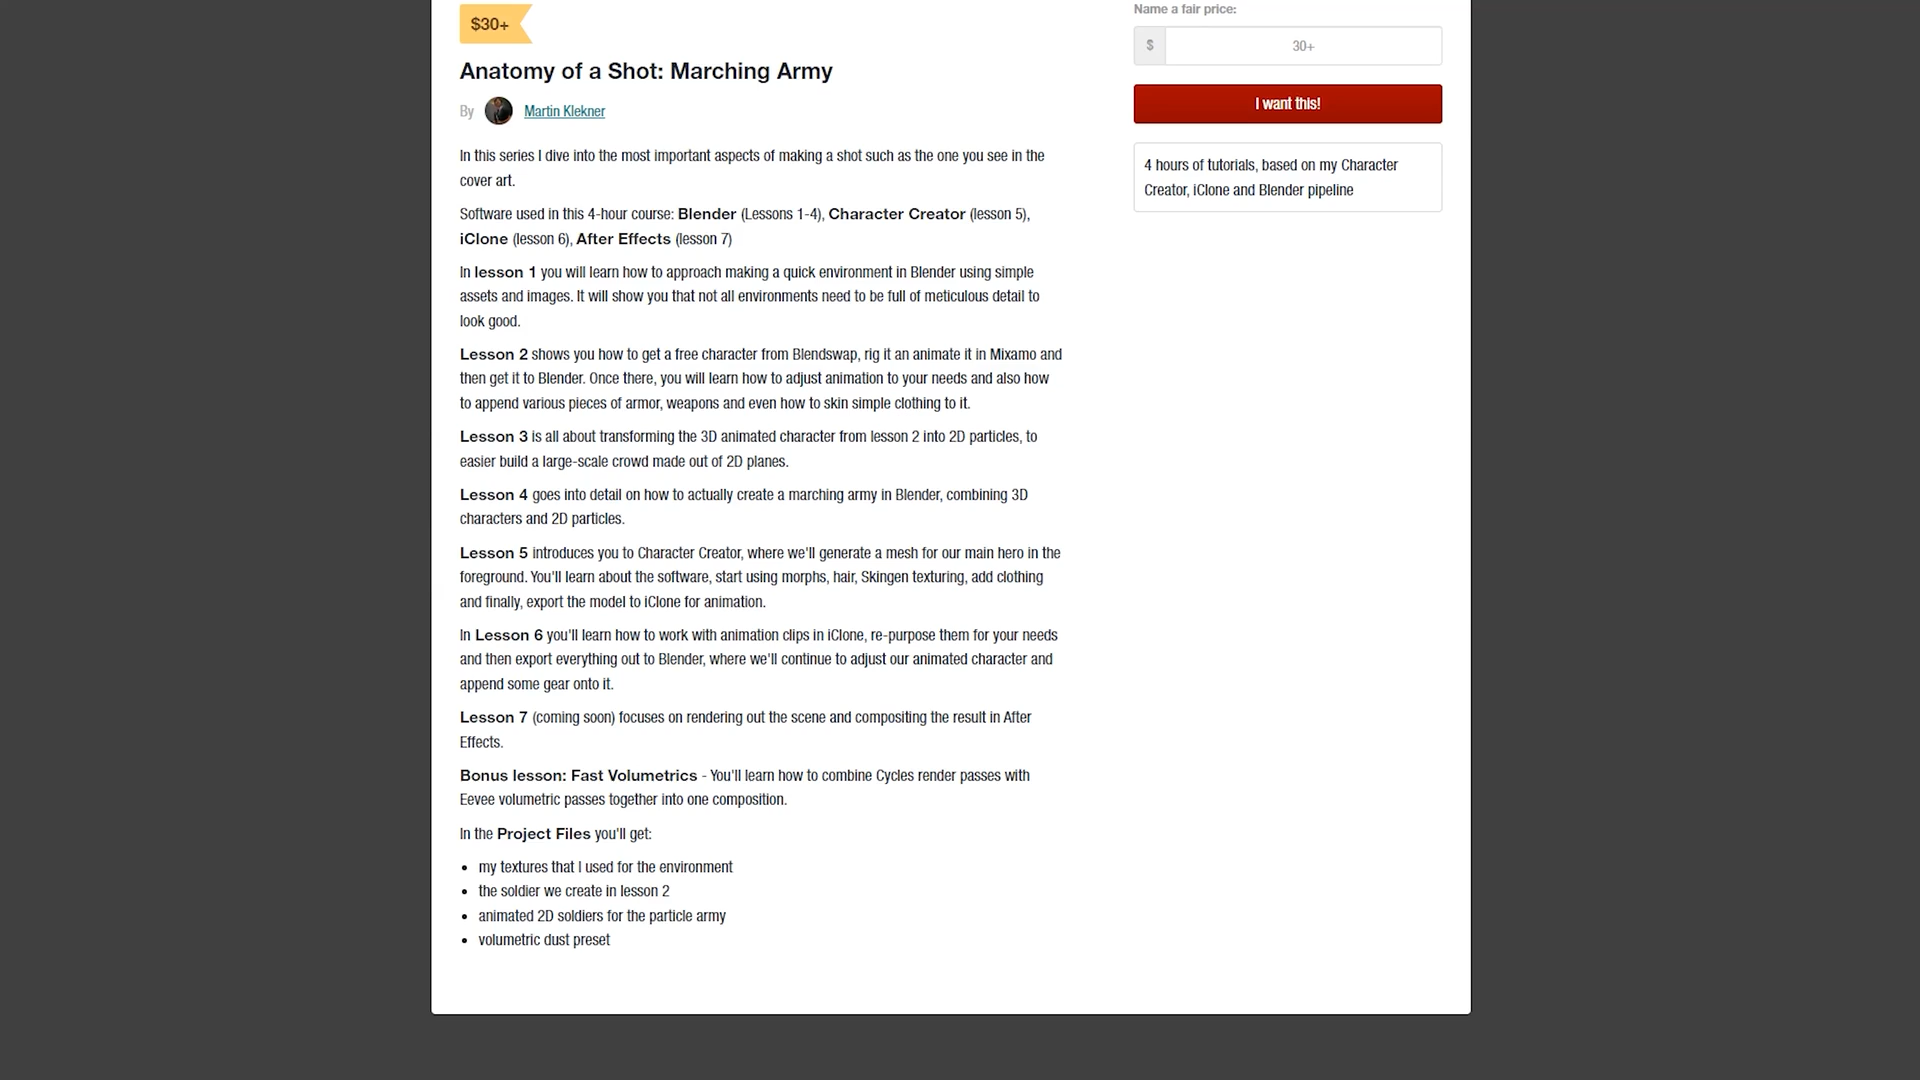 $30+
Anatomy of a Shot: Marching Army
By Martin Klekner
In this series I dive into the most important aspects of making a shot such as the one you see in the
cover art.
Software used in this 4-hour course: Blender (Lessons 1-4), Character Creator (lesson 5),
iClone (lesson 6), After Effects (lesson 7)
In lesson 1 you will learn how to approach making a quick environment in Blender using simple
assets and images. It will show you that not all environments need to be full of meticulous detail to
look good.
Lesson 2 shows you how to get a free character from Blendswap, rig it an animate it in Mixamo and
then get it to Blender. Once there, you will learn how to adjust animation to your needs and also how
to append various pieces of armor, weapons and even how to skin simple clothing to it.
Lesson 3 is all about transforming the 3D animated character from lesson 2 into 2D particles, to
easier build a large-scale crowd made out of 2D planes.
Lesson 4 goes into detail on how to actually create a marching army in Blender, combining 3D
characters and 2D particles.
Lesson 5 introduces you to Character Creator, where we'll generate a mesh for our main hero in the
foreground. You'll learn about the software, start using morphs, hair, Skingen texturing, add clothing
and finally, export the model to iClone for animation.
In Lesson 6 you'll learn how to work with animation clips in iClone, re-purpose them for your needs
and then export everything out to Blender, where we'll continue to adjust our animated character and
append some gear onto it.
Lesson 7 (coming soon) focuses on rendering out the scene and compositing the result in After
Effects.
Bonus lesson: Fast Volumetrics - You'll learn how to combine Cycles render passes with
Eevee volumetric passes together into one composition.
In the Project Files you'll get:
• my textures that I used for the environment
• the soldier we create in lesson 2
• animated 2D soldiers for the particle army
• volumetric dust preset
Name a fair price:
$ 30+
I want this!
4 hours of tutorials, based on my Character
Creator, iClone and Blender pipeline